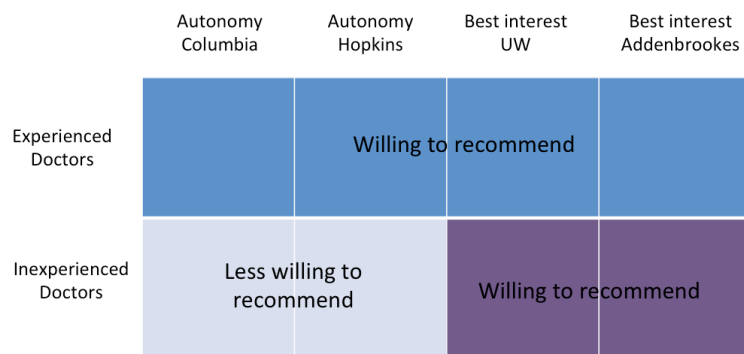 Autonomy
Columbia
Autonomy
Hopkins
Best interest
UW
Best interest
Addenbrookes
Experienced
Doctors
Willing to recommend
Inexperienced
Doctors
Less willing to
recommend
Willing to recommend